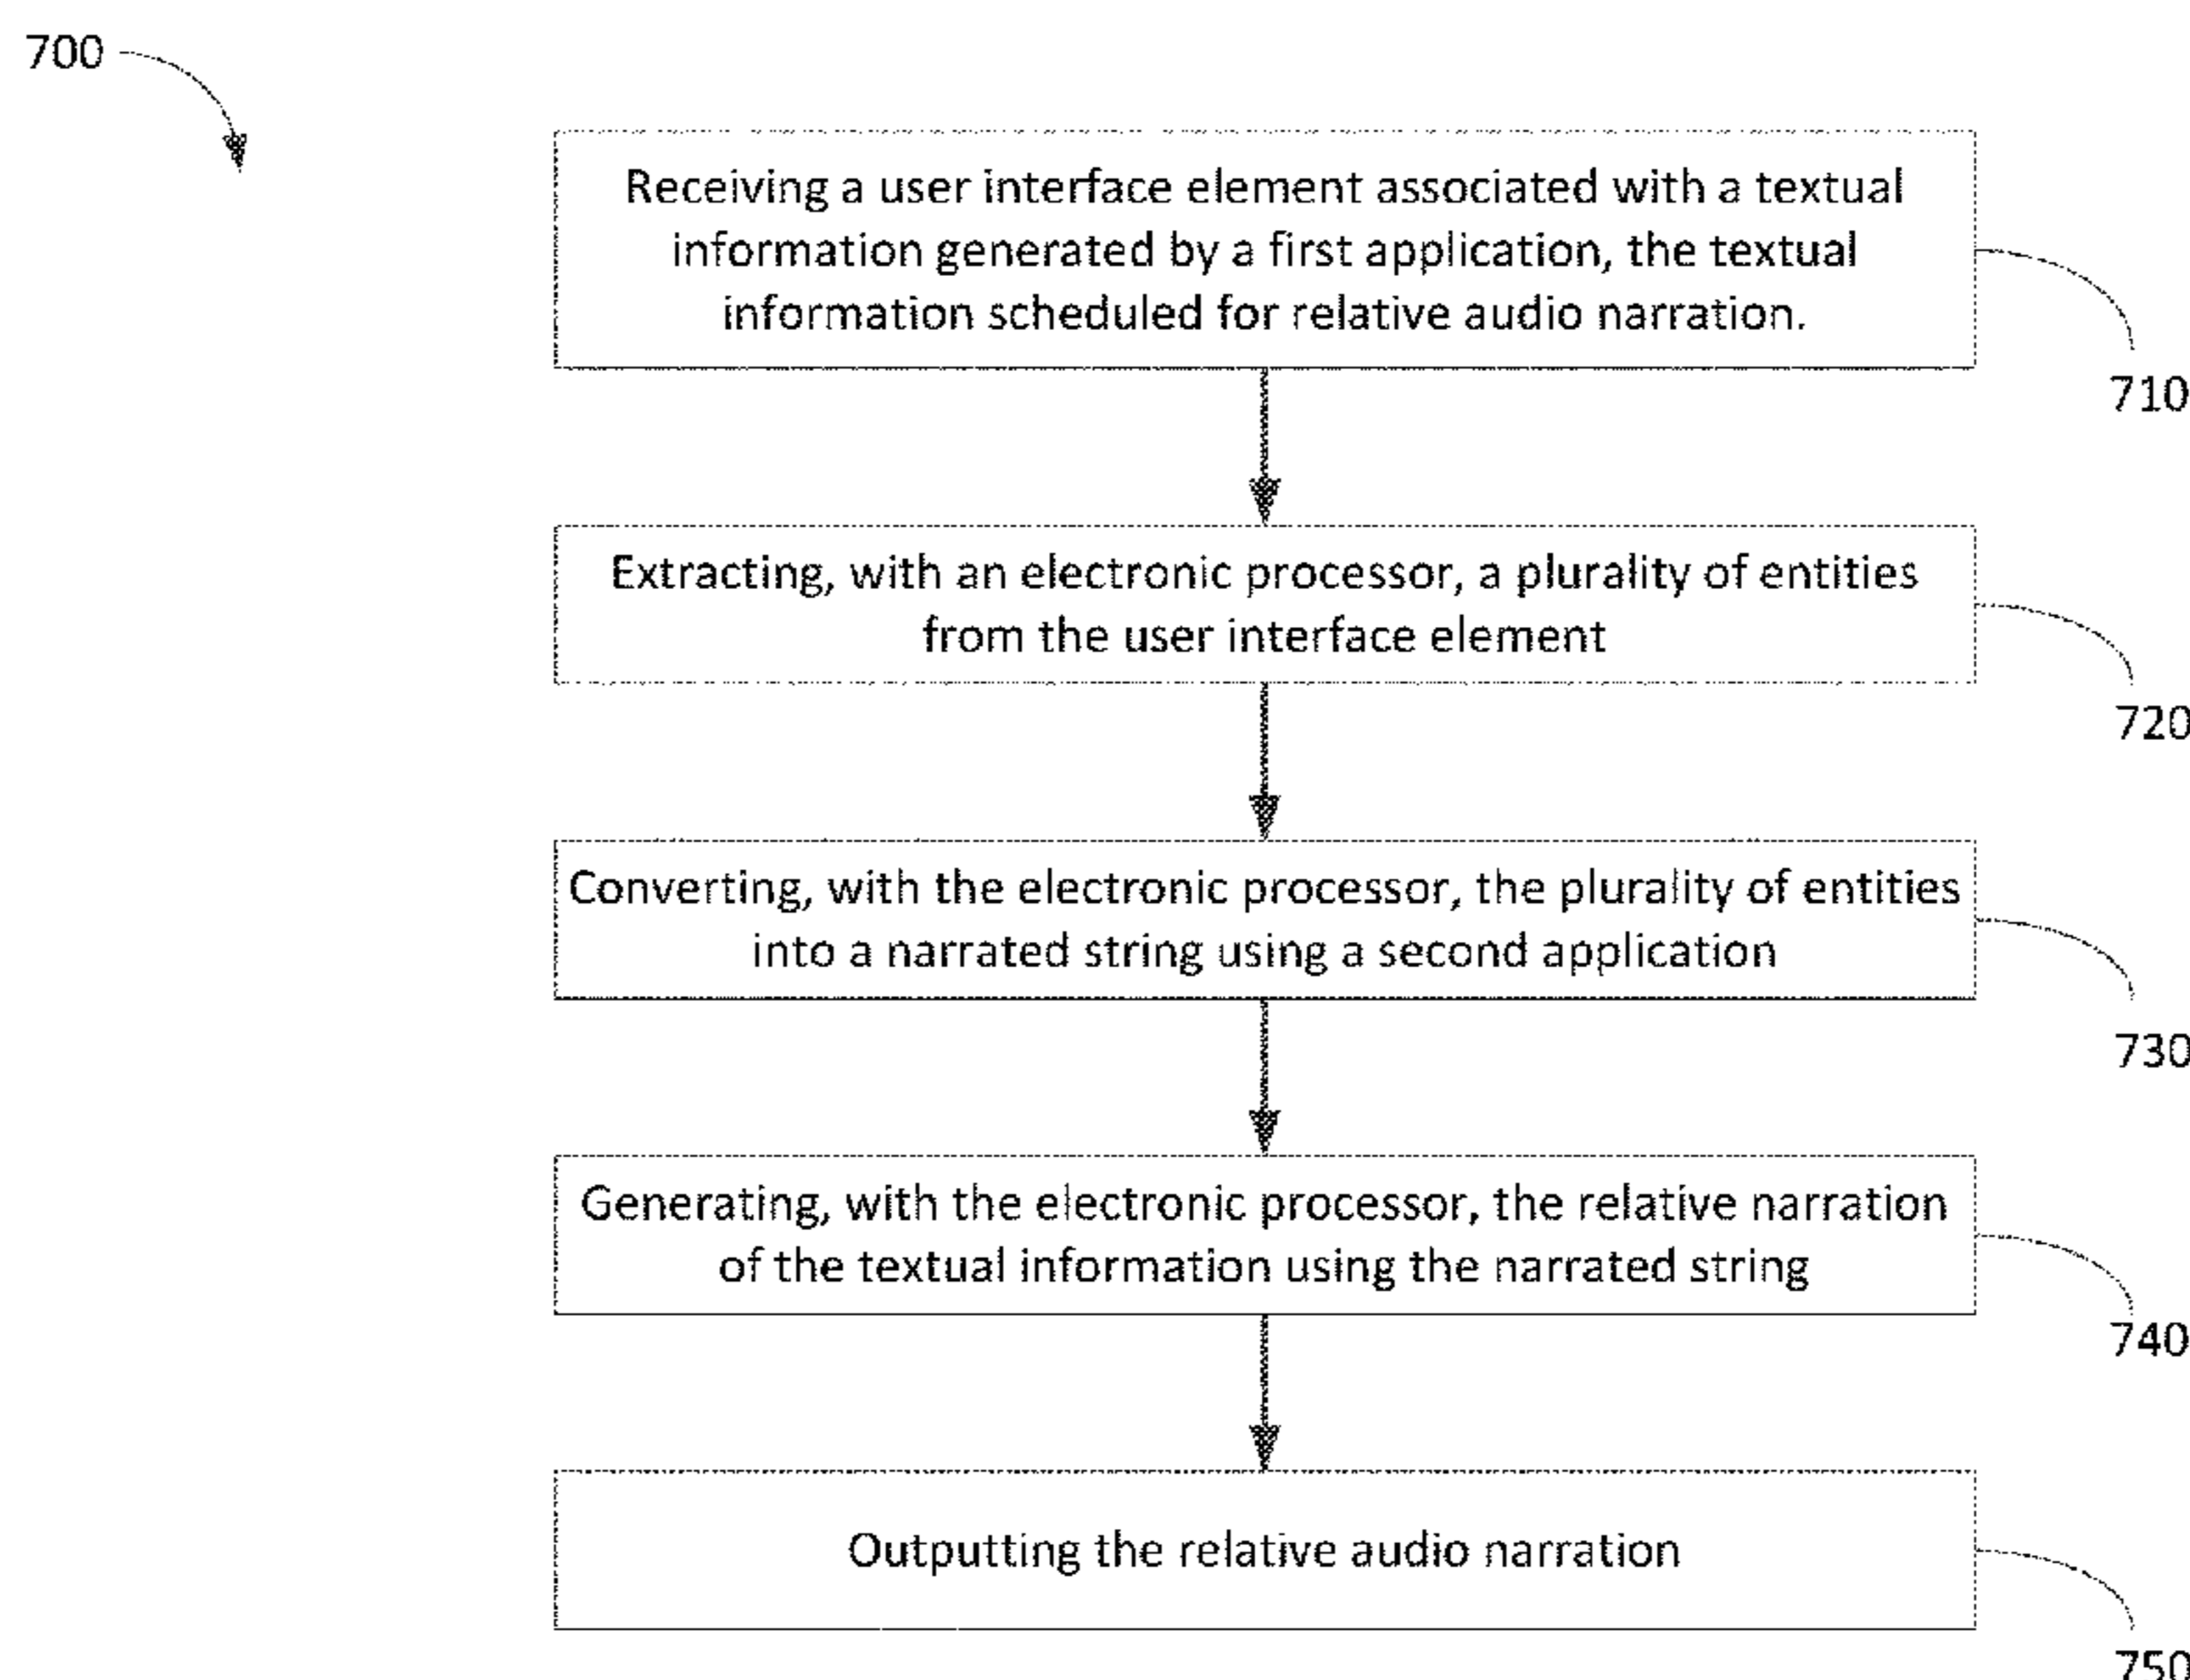 700
Receiving a user interface element associated with a textual
information generated by a first application, the textual
information scheduled for relative audio narration.
710
Extracting, with an electronic processor, a plurality of entities
from the user interface element
720
Converting, with the electronic processor, the plurality of entities
into a narrated string using a second application
730
Generating, with the electronic processor, the relative narration
of the textual information using the narrated string
740
Outputting the relative audio narration
750